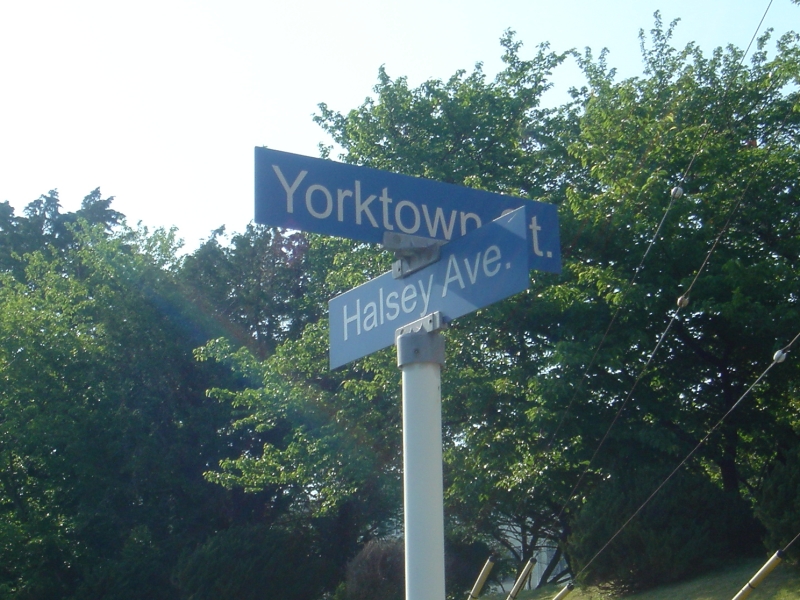 Yorktown t.
Halsey Ave.